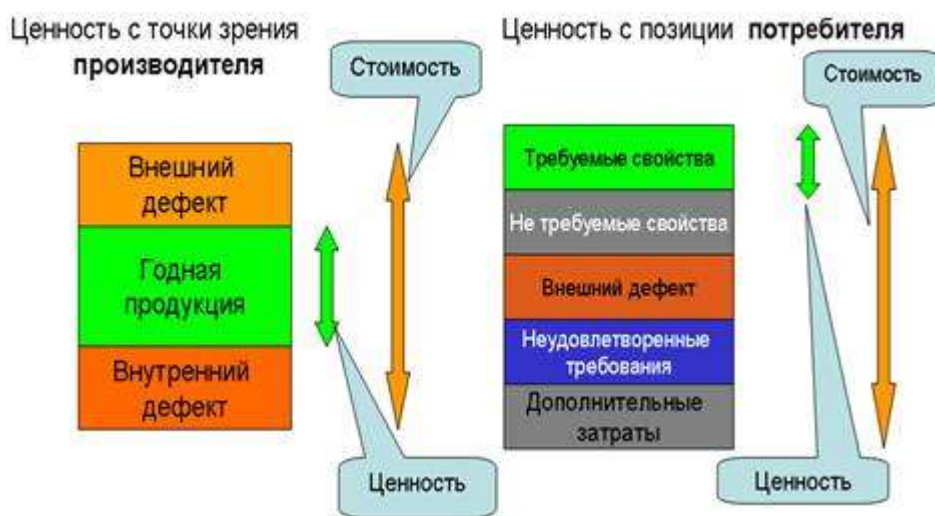 Ценность с точки зрения
производителя
Стоимость
Внешний
дефект
Годная
продукция
Внутренний
дефект
Ценность
Ценность с позиции потребителя
Стоимость
Требуемые свойства
Не требуемые свойства
Внешний дефект
Неудовлетворенные
требования
Дополнительные
затраты
Ценность